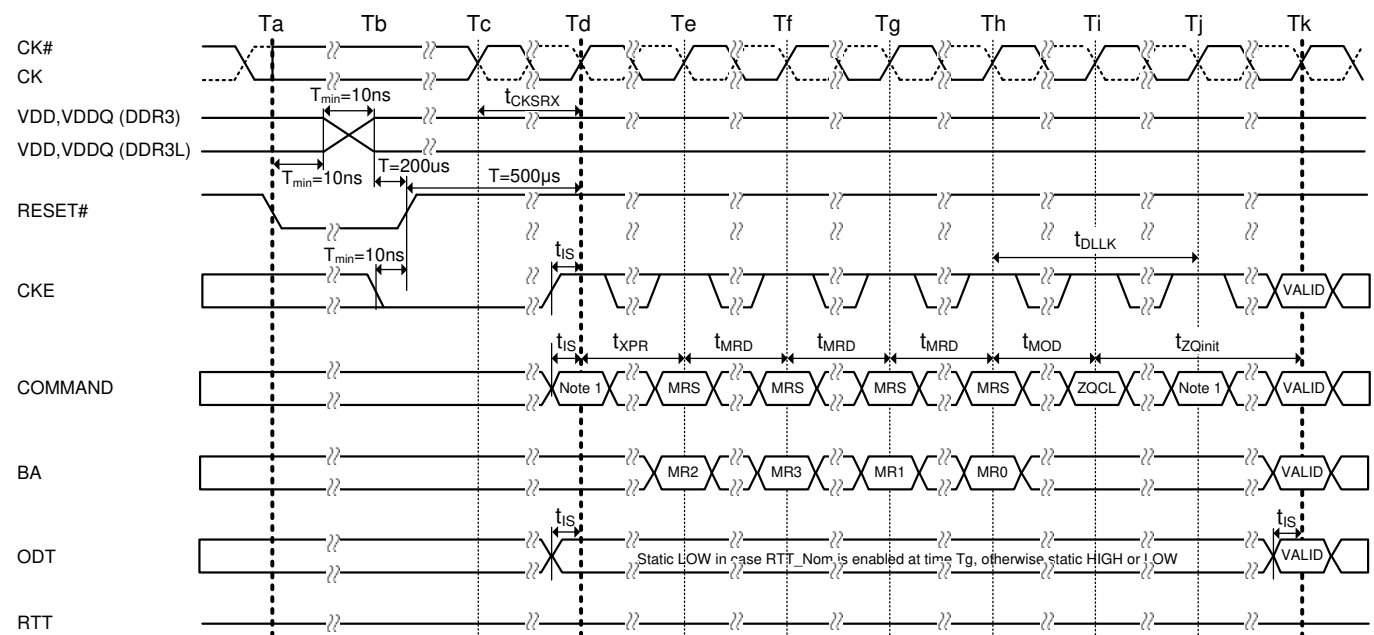 Ta Tb Tc Td Te Tf Tg Th Ti Tj Tk
CK#
CK
Tmin=10ns
tCKSRX
VDD,VDDQ (DDR3)
VDD,VDDQ (DDR3L)
Tmin=10ns
T=200us
T=500µs
RESET#
tIS
Tmin=10ns
tDLLK
CKE
VALID
tIS tXPR tMRD tMRD tMRD tMOD tZQinit
COMMAND
Note 1 MRS MRS MRS MRS ZQCL Note 1 VALID
BA
MR2 MR3 MR1 MR0 VALID
tIS tIS
ODT
Static LOW in case RTT_Nom is enabled at time Tg, otherwise static HIGH or LOW
VALID
RTT